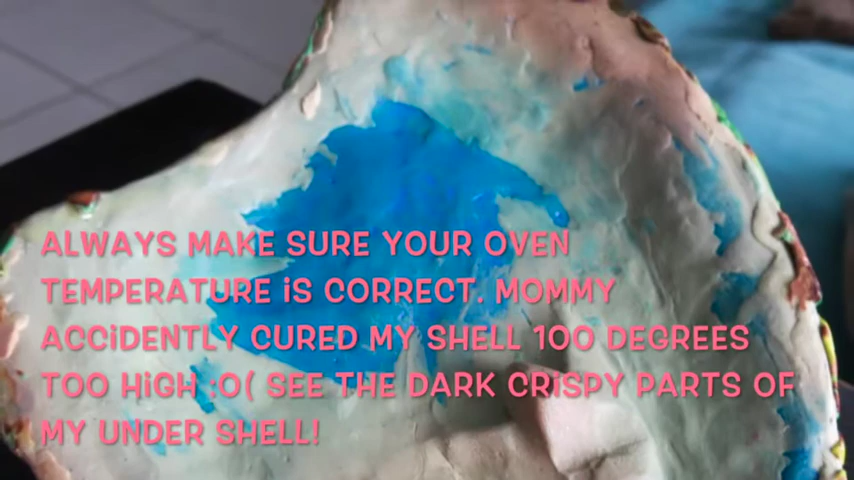 ALWAYS MAKE SURE YOUR OVEN
TEMPERATURE iS CORRECT. MOMMY
ACCiDENTLY CURED MY SHELL 100 DEGREES
TOO HiGH :O( SEE THE DARK CRiSPY PARTS OF
MY UNDER SHELL!